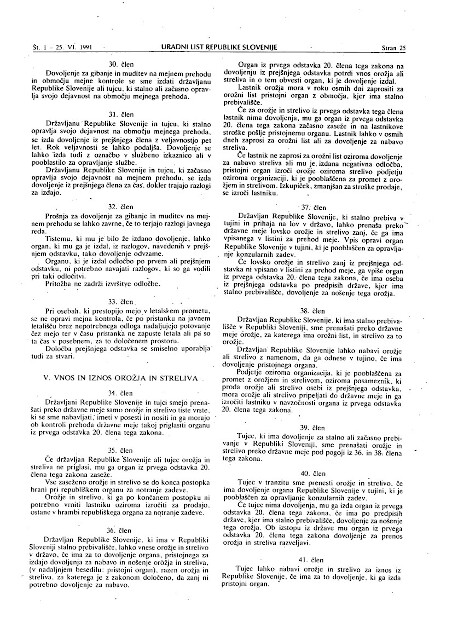 Št. 1 – 25. VI. 1991
URADNI LIST REPUBLIKE SLOVENIJE
Stran 25
30. člen
Dovoljenje za gibanje in muditev na mejnem prehodu
in območju mejne kontrole se sme izdati državljanu
Republike Slovenije ali tujcu, ki stalno ali začasno oprav-
lja svojo dejavnost na območju mejnega prehoda.
31. člen
Državljanu Republike Slovenije in tujcu, ki stalno
opravlja svojo dejavnost na območju mejnega prehoda,
se izda dovoljenje iz prejšnjega člena z veljavnostjo pet
let. Rok veljavnosti se lahko podaljša. Dovoljenje se
lahko izda tudi z označbo v službeno izkaznico ali v
pooblastilo za opravljanje službe.
Državljanu Republike Slovenije in tujcu, ki začasno
opravlja svojo dejavnost na mejnem prehodu, se izda
dovoljenje iz prejšnjega člena za čas, dokler trajajo razlogi
za izdajo.
32. člen
Prošnja za dovoljenje za gibanje in muditev na mej-
nem prehodu se lahko zavrne, če to terjajo razlogi javnega
reda.
Tistemu, ki mu je bilo že izdano dovoljenje, lahko
organ, ki mu ga je izdal, iz razlogov, navedenih v prejš-
njem odstavku, tako dovoljenje odvzame.
Organu, ki je izdal odločbo po prvem ali prejšnjem
odstavku, ni potrebno navajati razlogov, ki so ga vodili
pri taki odločitvi.
Pritožba ne zadrži izvršitve odločbe.
33. člen
Pri osebah, ki prestopijo mejo v letalskem prometu,
se ne opravi mejna kontrola, če po pristanku na javnem
letališču brez nepotrebnega odloga nadaljujejo potovanje
čez mejo ter v času pristanka ne zapuste letala ali pa so
ta čas v posebnem, za to določenem prostoru.
Določba prejšnjega odstavka se smiselno uporablja
tudi za stvari.
V. VNOS IN IZNOS OROŽJA IN STRELIVA
34. člen
Državljani Republike Slovenije in tujci smejo prena-
šati preko državne meje samo orožje in strelivo tiste vrste,
ki se sme nabavljati, imeti v posesti in nositi in ga morajo
ob kontroli prehoda državne meje takoj priglasiti organu
iz prvega odstavka 20. člena tega zakona.
35. člen
Če državljan Republike Slovenije ali tujec orožja in
streliva ne priglasi, mu ga organ iz prvega odstavka 20.
člena tega zakona zaseže.
Vse zaseženo orožje in strelivo se do konca postopka
hrani pri republiškem organu za notranje zadeve.
Orožje in strelivo, ki ga po končanem postopku ni
potrebno vrniti lastniku oziroma izročiti za prodajo,
ostane v hrambi republiškega organa za notranje zadeve.
36. člen
Državljan Republike Slovenije, ki ima v Republiki
Sloveniji stalno prebivališče, lahko vnese orožje in strelivo
v državo, če ima za to dovoljenje organa, pristojnega za
izdajo dovoljenja za nabavo in nošenje orožja in streliva,
(v nadaljnjem besedilu: pristojni organ), razen orožja in
streliva, za katerega je z zakonom določeno, da zanj ni
potrebno dovoljenje za nabavo.
Organ iz prvega odstavka 20. člena tega zakona na
dovoljenju iz prejšnjega odstavka potrdi vnos orožja ali
streliva in o tem obvesti organ, ki je dovoljenje izdal.
Lastnik orožja mora v roku osmih dni zaprositi za
orožni list pristojni organ z območja, kjer ima stalno
prebivališče.
Če za orožje in strelivo iz prvega odstavka tega člena
lastnik nima dovoljenja, mu ga organ iz prvega odstavka
20. člena tega zakona začasno zaseže in na lastnikove
stroške pošlje pristojnemu organu. Lastnik lahko v osmih
dneh zaprosi za orožni list ali za dovoljenje za nabavo
streliva.
Če lastnik ne zaprosi za orožni list oziroma dovoljenje
za nabavo streliva ali mu je izdana negativna odločba,
pristojni organ izroči orožje oziroma strelivo podjetju
oziroma organizaciji, ki je pooblaščena za promet z oro-
žjem in strelivom. Izkupiček, zmanjšan za stroške prodaje,
se izroči lastniku.
37. člen
Državljan Republike Slovenije, ki stalno prebiva v
tujini in prihaja na lov v državo, lahko prenaša preko
državne meje lovsko orožje in strelivo zanj, če ga ima
vpisanega v listini za prehod meje. Vpis opravi organ
Republike Slovenije v tujini, ki je pooblaščen za opravlja-
nje konzularnih zadev.
Če lovsko orožje in strelivo zanj iz prejšnjega od-
stavka ni vpisano v listini za prehod meje, ga vpiše organ
iz prvega odstavka 20. člena tega zakona, če ima oseba
iz prejšnjega odstavka po predpisih države, kjer ima
stalno prebivališče, dovoljenje za nošenje tega orožja.
38. člen
Državljani Republike Slovenije, ki ima stalno prebiva-
lišče v Republiki Sloveniji, sme prenašati preko državne
meje orožje, za katerega ima orožni list, in strelivo za to
orožje.
Državljani Republike Slovenije lahko nabavi orožje
ali strelivo z namenom, da ga odnese v tujino, če ima
dovoljenje pristojnega organa.
Podjetje oziroma organizacija, ki je pooblaščena za
promet z orožjem in strelivom, oziroma posameznik, ki
proda orožje ali strelivo osebi iz prejšnjega odstavka,
mora orožje ali strelivo pripeljati do državne meje in ga
izročiti lastniku v navzočnosti organa iz prvega odstavka
20. člena tega zakona.
39. člen
Tujec, ki ima dovoljenje za stalno ali začasno prebi-
vanje v Republiki Sloveniji, sme prenašati orožje in
strelivo preko državne meje pod pogoji iz 36. in 38. člena
tega zakona.
40. člen
Tujec v tranzitu sme prenesti orožje in strelivo, če
ima dovoljenje organa Republike Slovenije v tujini, ki je
pooblaščen za opravljanje konzularnih zadev.
Če tujec nima dovoljenja, mu ga izda organ iz prvega
odstavka 20. člena tega zakona, če ima po predpisih
države, kjer ima stalno prebivališče, dovoljenje za nošenje
tega orožja. Ob izstopu iz države mu organ iz prvega
odstavka 20. člena tega zakona dovoljenje za prenos
orožja in streliva razveljavi.
41. člen
Tujec lahko nabavi orožje in strelivo za iznos iz
Republike Slovenije, če ima za to dovoljenje, ki ga izda
pristojni organ.